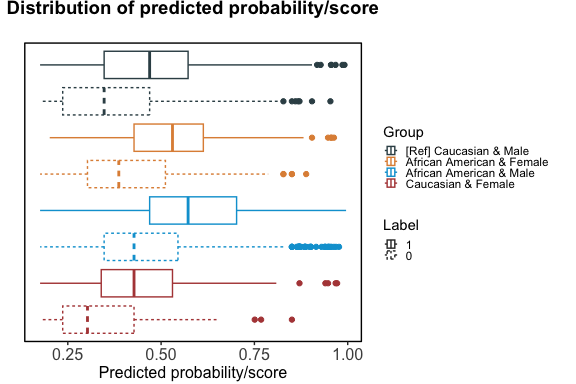 Distribution of predicted probability/score
Group
[Ref] Caucasian & Male
African American & Female
African American & Male
Caucasian & Female
Label
1
0
0.25 0.50 0.75 1.00
Predicted probability/score